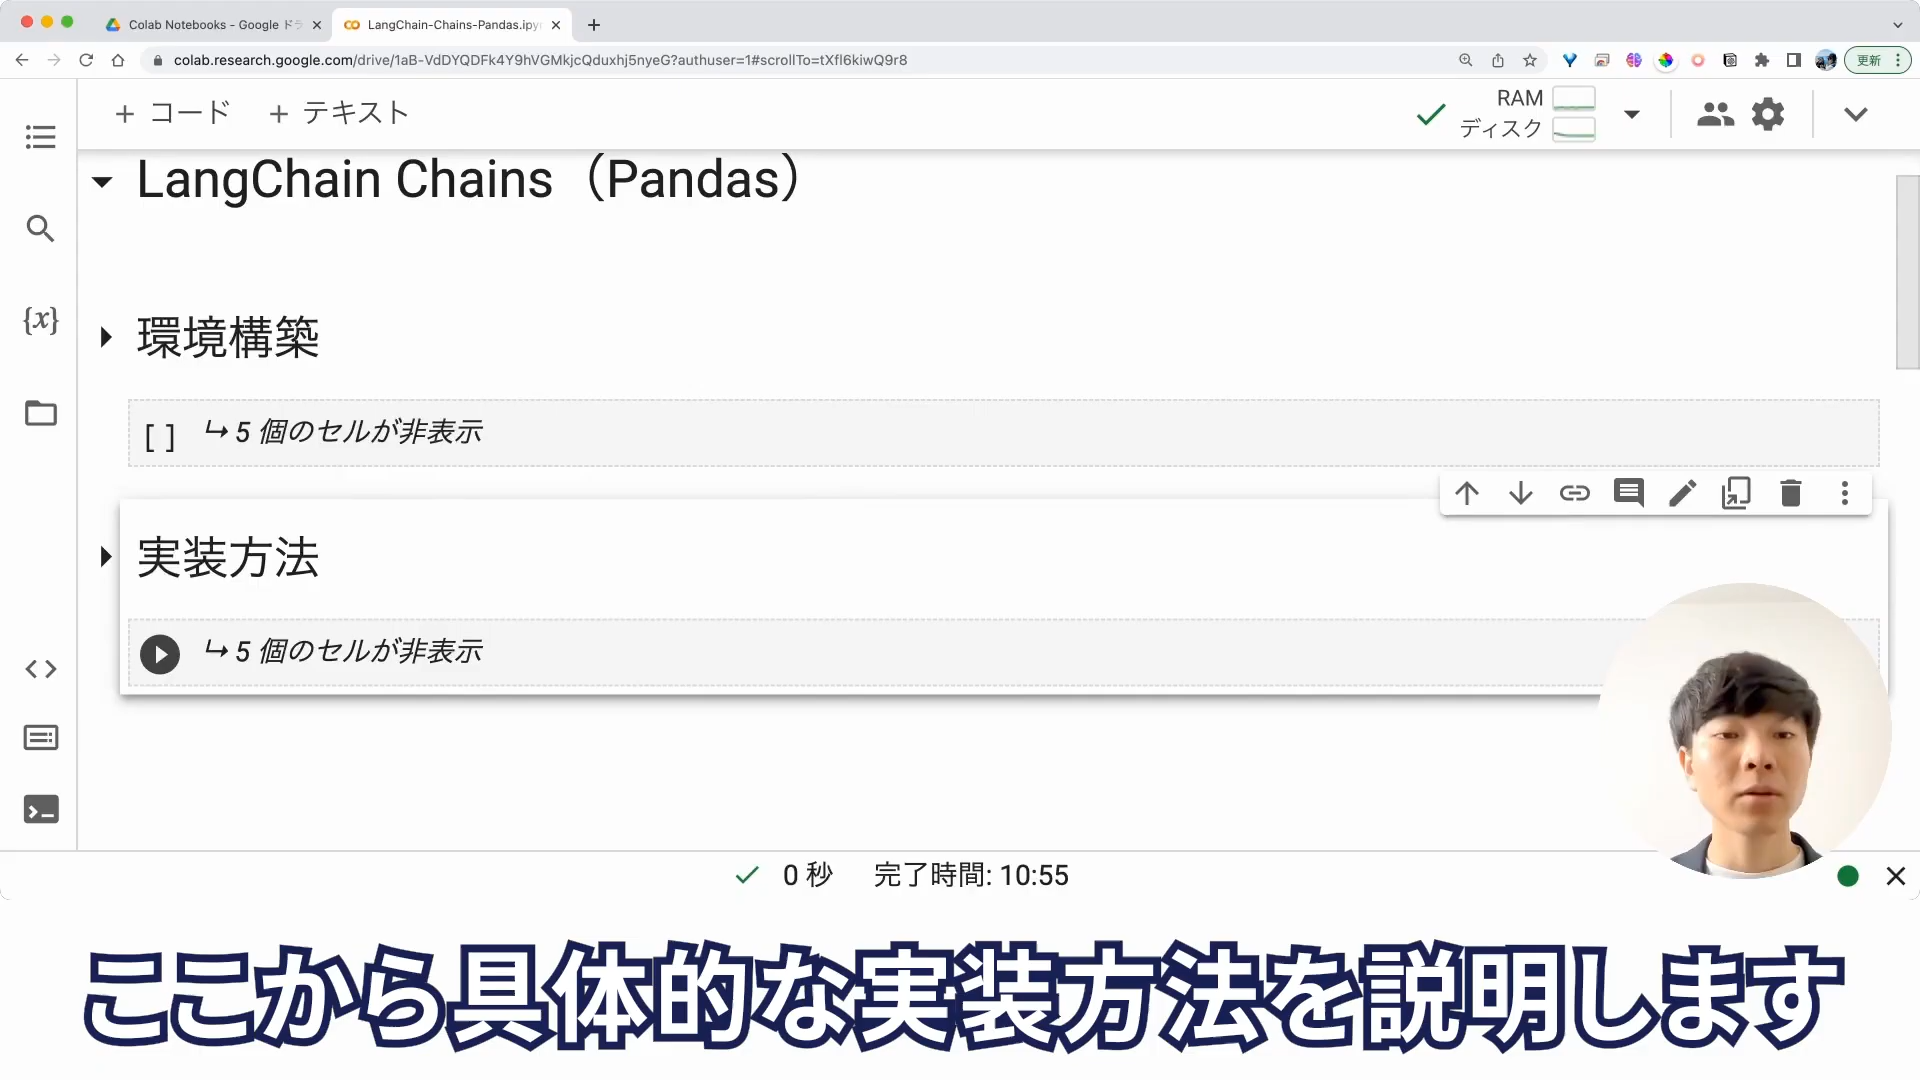 Colab Notebooks - Google ドラ
LangChain-Chains-Pandas.ipy
colab.research.google.com/drive/1aB-VdDYQDFk4Y9hVGMkjcQduxhj5nyeG?authuser=1#scrollTo=tXfl6kiwQ9r8
更新
+ コード + テキスト
RAM
ディスク
LangChain Chains（Pandas）
{x}
環境構築
[ ] 5 個のセルが非表示
実装方法
5 個のセルが非表示
0 秒 完了時間: 10:55
ここから具体的な実装方法を説明します